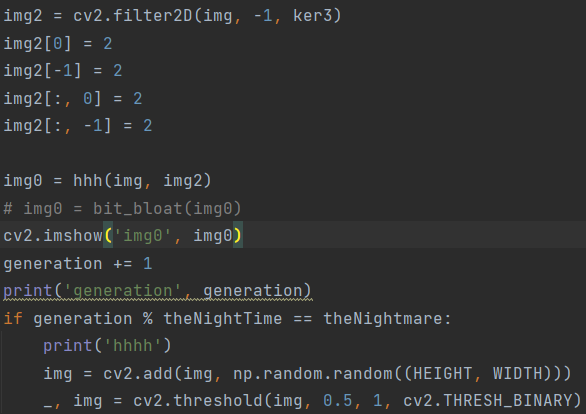 img2 = cv2.filter2D(img, -1, ker3)
img2[0] = 2
img2[-1] = 2
img2[:, 0] = 2
img2[:, -1] = 2

img0 = hhh(img, img2)
# img0 = bit_bloat(img0)
cv2.imshow('img0', img0)
generation += 1
print('generation', generation)
if generation % theNightTime == theNightmare:
    print('hhhh')
    img = cv2.add(img, np.random.random((HEIGHT, WIDTH)))
    _, img = cv2.threshold(img, 0.5, 1, cv2.THRESH_BINARY)